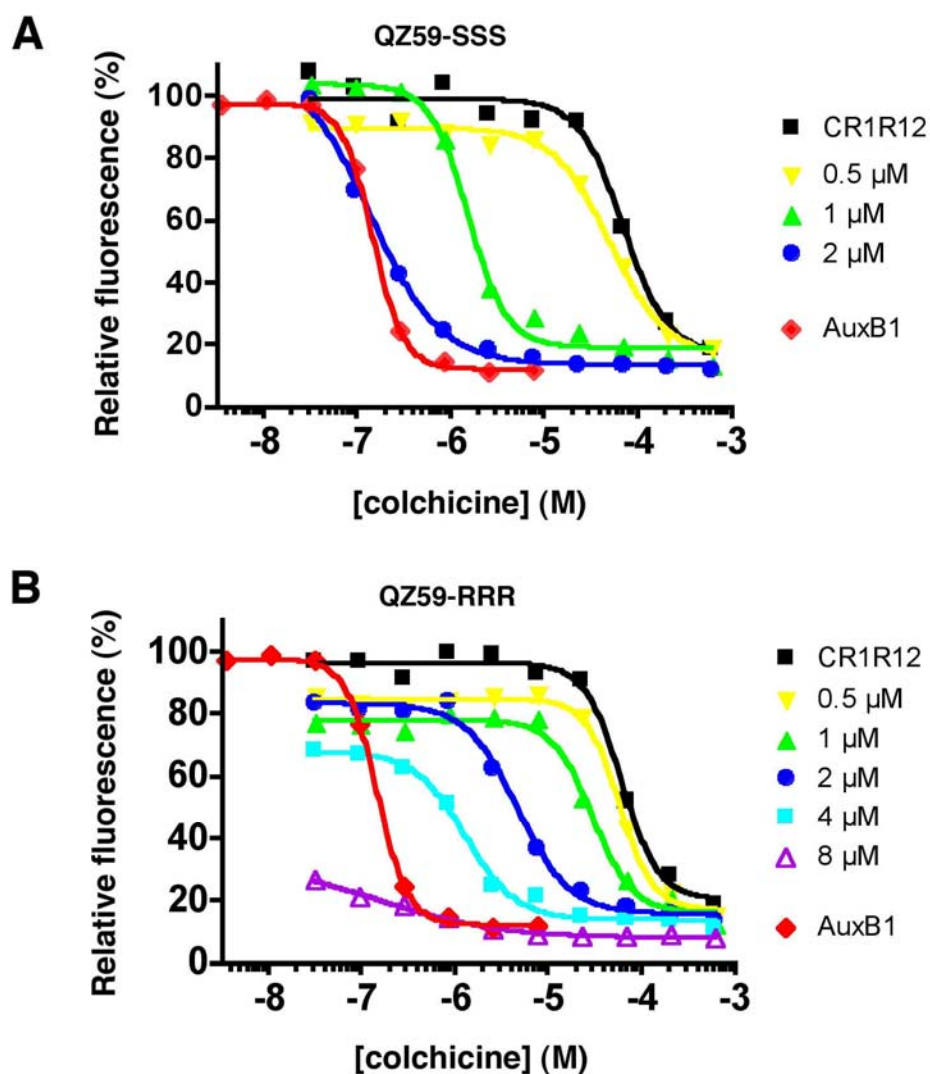 A
QZ59-SSS
Relative fluorescence (%)
100
80
60
40
20
0
-8 -7 -6 -5 -4 -3
[colchicine] (M)
CR1R12
0.5 µM
1 µM
2 µM
AuxB1
B
QZ59-RRR
Relative fluorescence (%)
100
80
60
40
20
0
-8 -7 -6 -5 -4 -3
[colchicine] (M)
CR1R12
0.5 µM
1 µM
2 µM
4 µM
8 µM
AuxB1